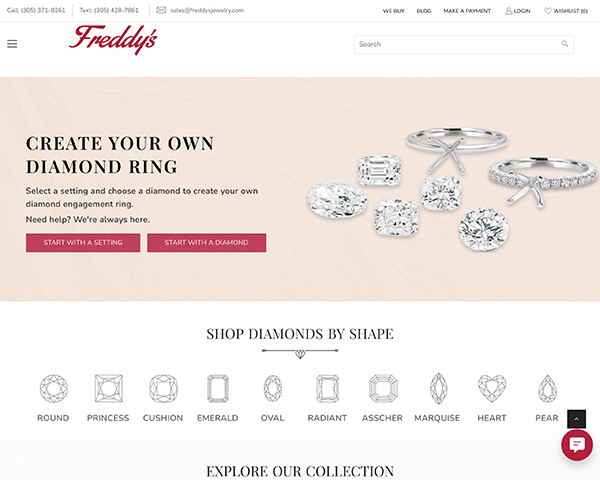 Call: (305) 371-8261 Text: (305) 428-7861 sales@freddysjewelry.com WE BUY BLOG MAKE A PAYMENT LOGIN WISHLIST (0)
Freddy's
Search
CREATE YOUR OWN
DIAMOND RING
Select a setting and choose a diamond to create your own
diamond engagement ring.
Need help? We're always here.
START WITH A SETTING START WITH A DIAMOND
SHOP DIAMONDS BY SHAPE
ROUND PRINCESS CUSHION EMERALD OVAL RADIANT ASSCHER MARQUISE HEART PEAR
EXPLORE OUR COLLECTION